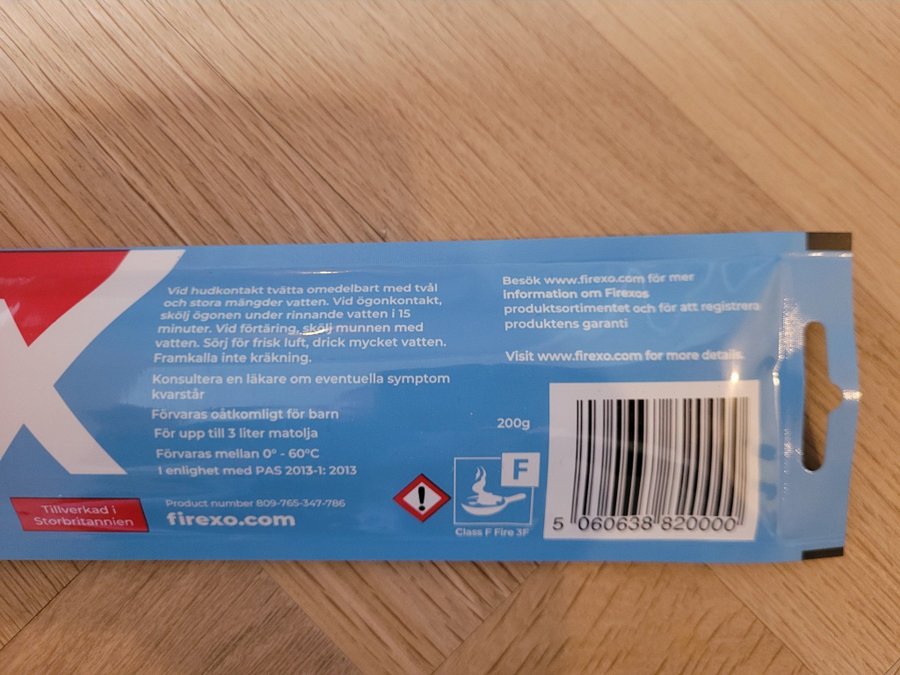 Vid hudkontakt tvätta omedelbart med tvål
och stora mängder vatten. Vid ögonkontakt,
skölj ögonen under rinnande vatten i 15
minuter. Vid förtäring, skölj munnen med
vatten. Sörj för frisk luft, drick mycket vatten.
Framkalla inte kräkning.
Konsultera en läkare om eventuella symptom
kvarstår
Förvaras oåtkomligt för barn
För upp till 3 liter matolja
Förvaras mellan 0° - 60°C
I enlighet med PAS 2013-1: 2013
Product number 809-765-347-786
firexo.com
Tillverkad i
Storbritannien
Besök www.firexo.com för mer
information om Firexos
produktsortimentet och för att registrera
produktens garanti
Visit www.firexo.com for more details.
200g
F
Class F Fire 3F
5 060638 820000